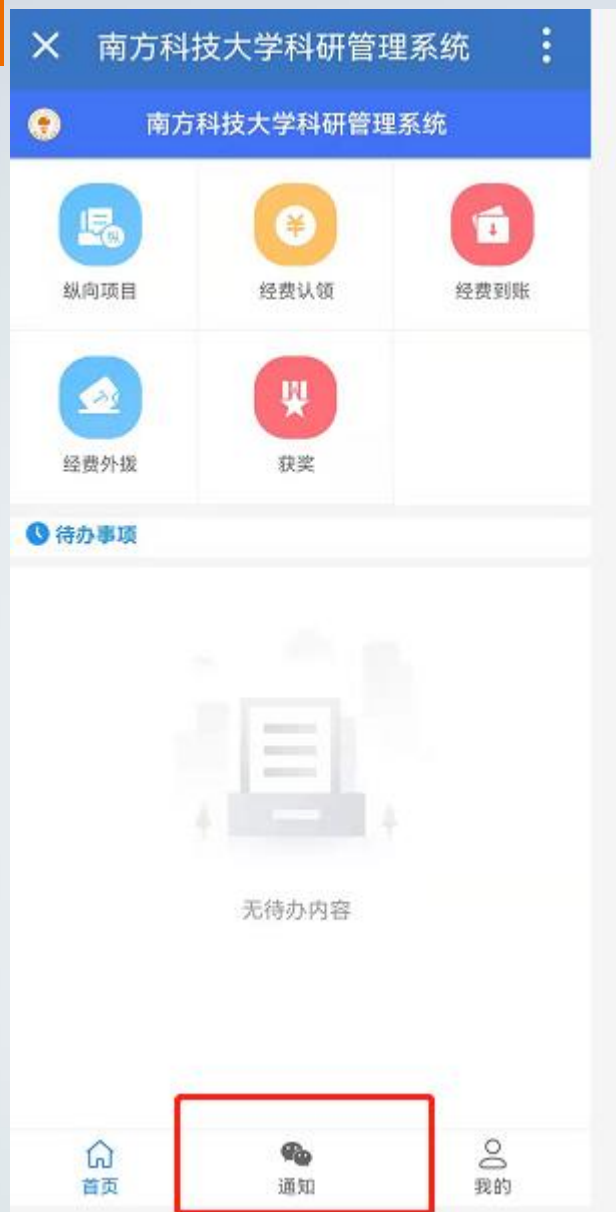 南方科技大学科研管理系统
南方科技大学科研管理系统
纵向项目
经费认领
经费到账
经费外拨
获奖
待办事项
无待办内容
首页
通知
我的